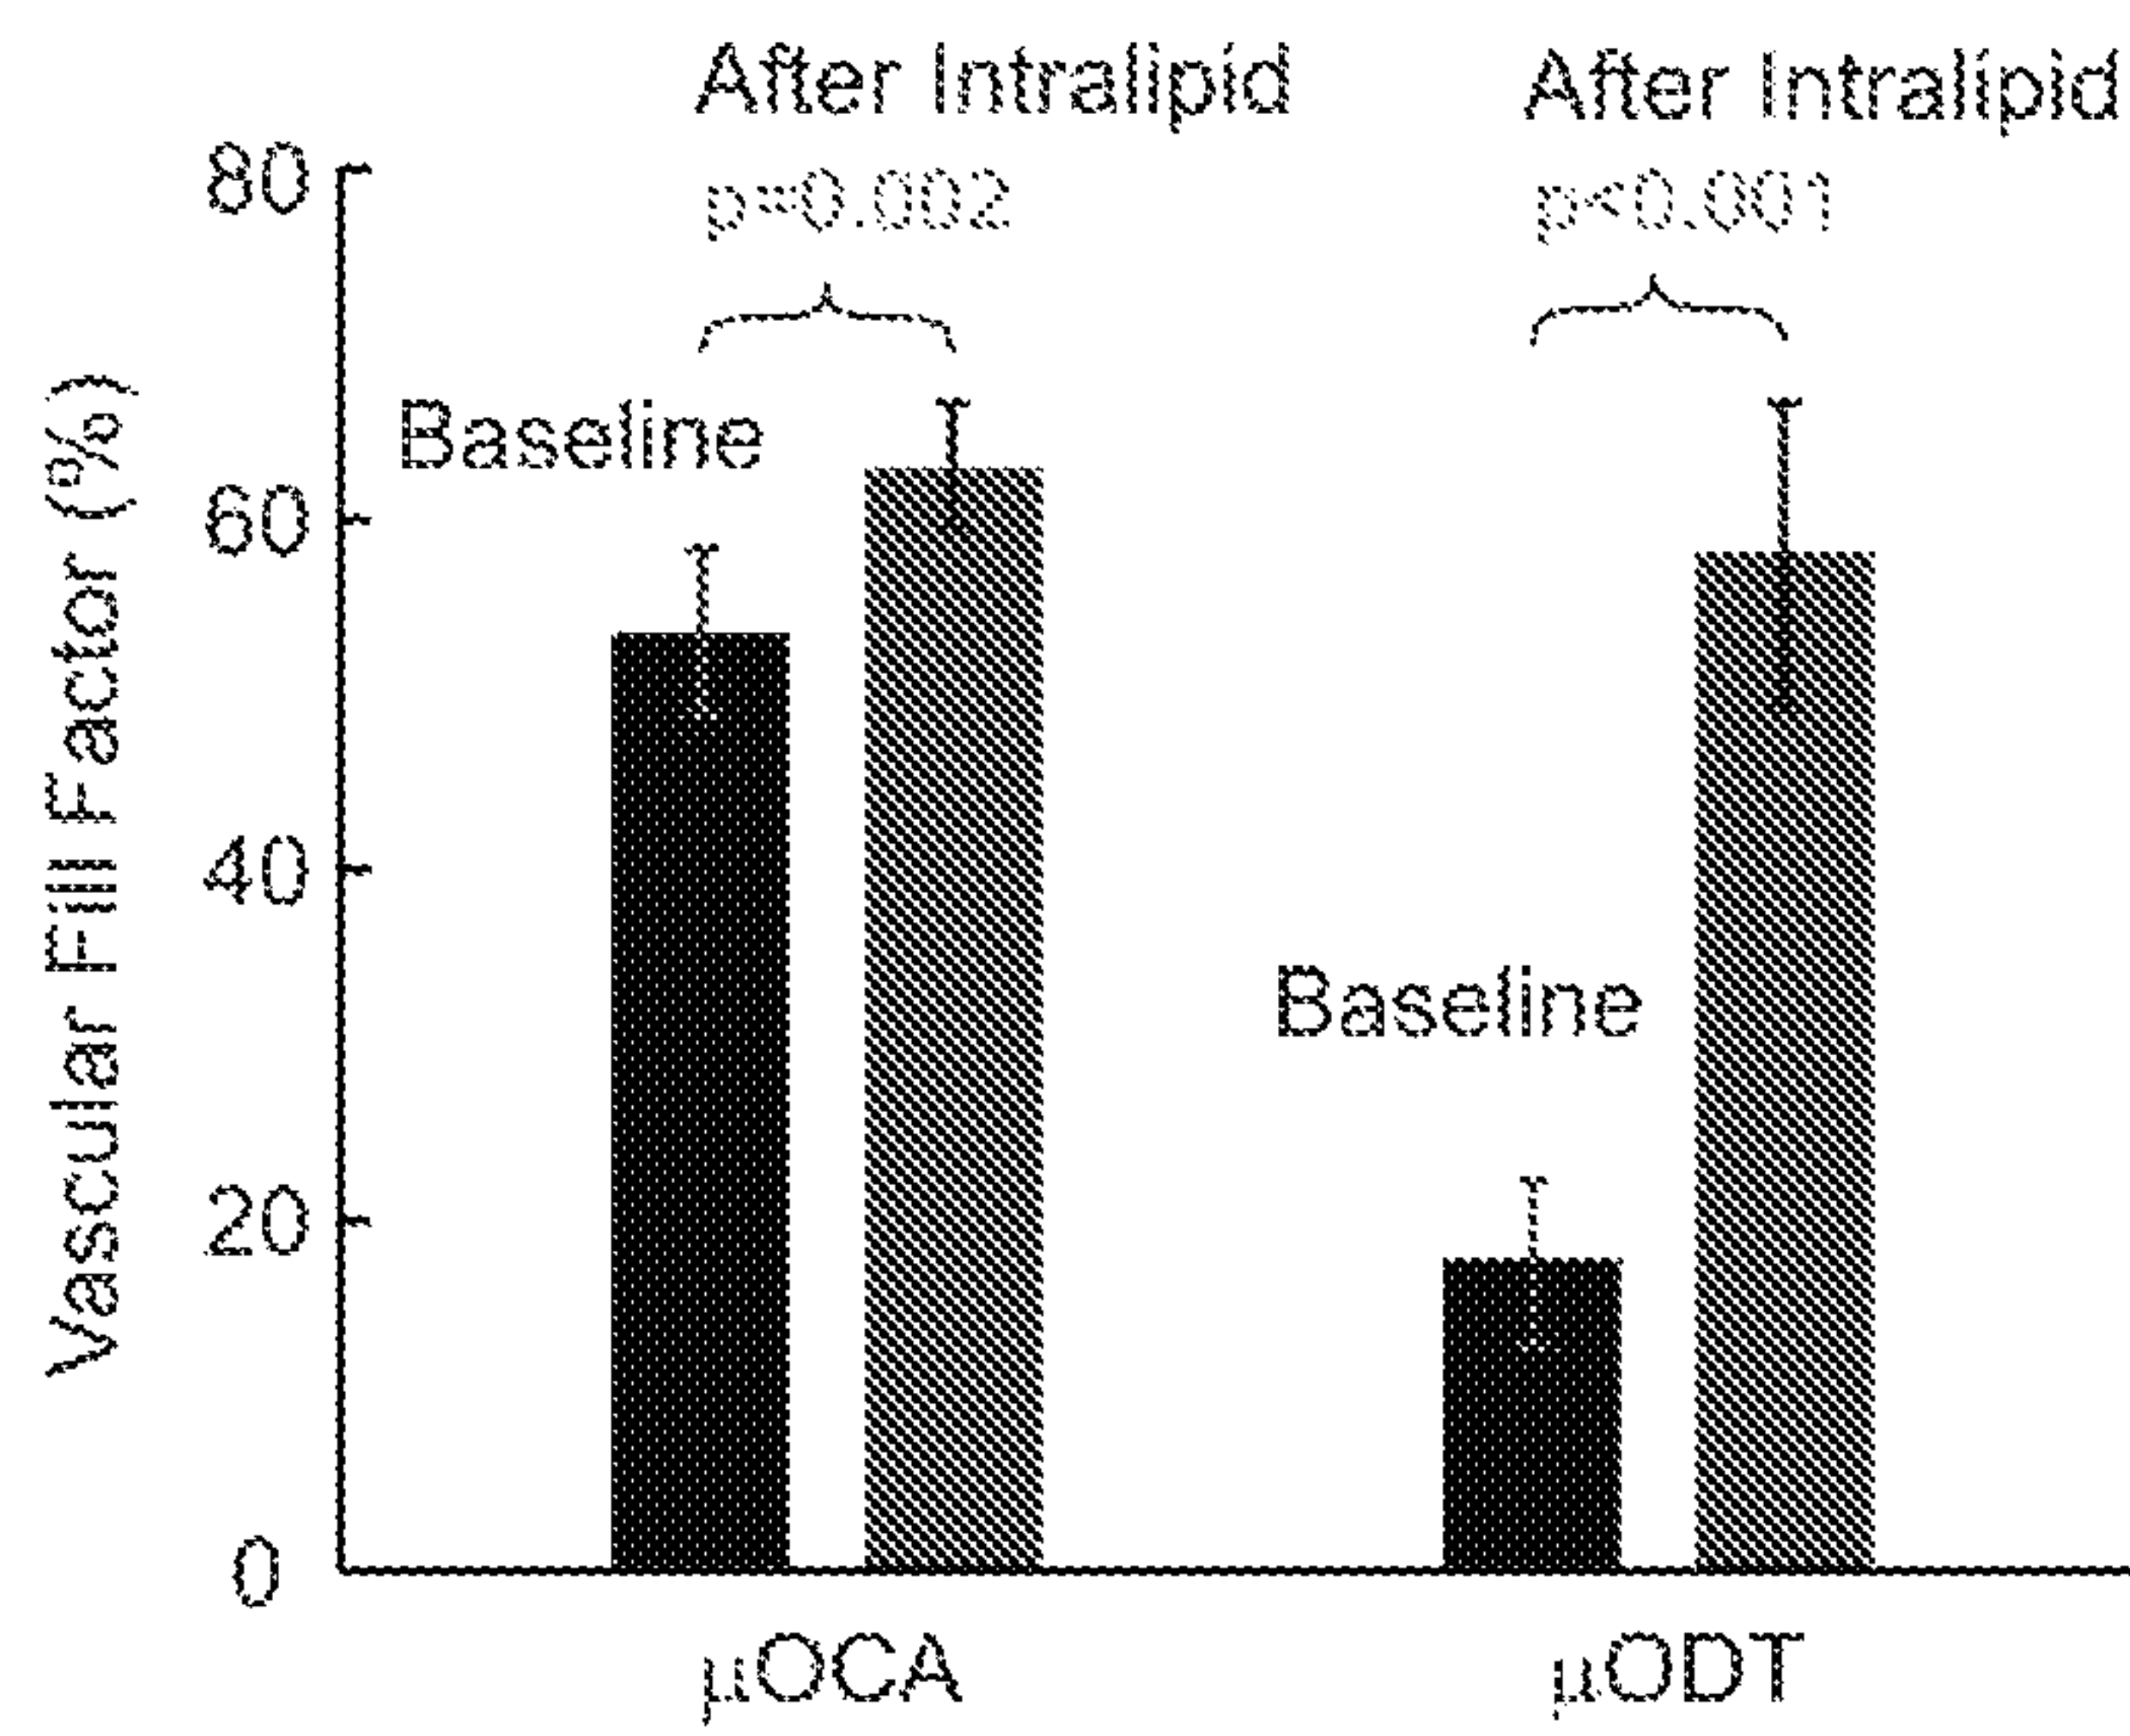 After Intralipid
After Intralipid
p=0.002
p<0.001
80
60
40
20
0
Vascular Fill Factor (%)
Baseline
Baseline
µOCA
µODT